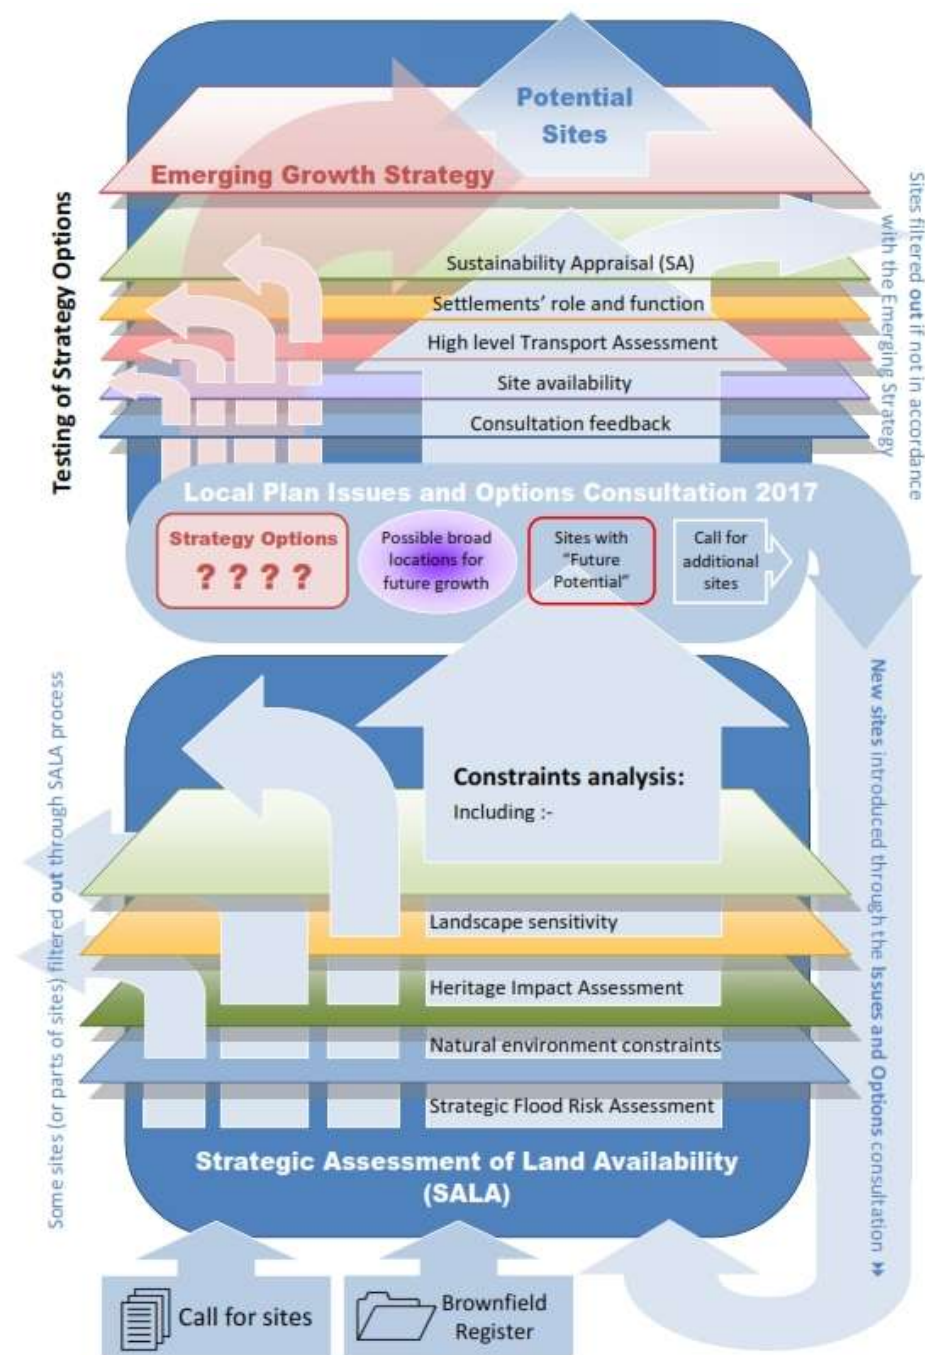 Potential
Sites
Emerging Growth Strategy
Testing of Strategy Options
Sites filtered out if not in accordance
with the Emerging Strategy
Sustainability Appraisal (SA)
Settlements’ role and function
High level Transport Assessment
Site availability
Consultation feedback
Local Plan Issues and Options Consultation 2017
Strategy Options
? ? ? ?
Possible broad
locations for
future growth
Sites with
“Future
Potential”
Call for
additional
sites
Some sites (or parts of sites) filtered out through SALA process
New sites introduced through the Issues and Options consultation
Constraints analysis:
Including :-
Landscape sensitivity
Heritage Impact Assessment
Natural environment constraints
Strategic Flood Risk Assessment
Strategic Assessment of Land Availability
(SALA)
Call for sites
Brownfield
Register